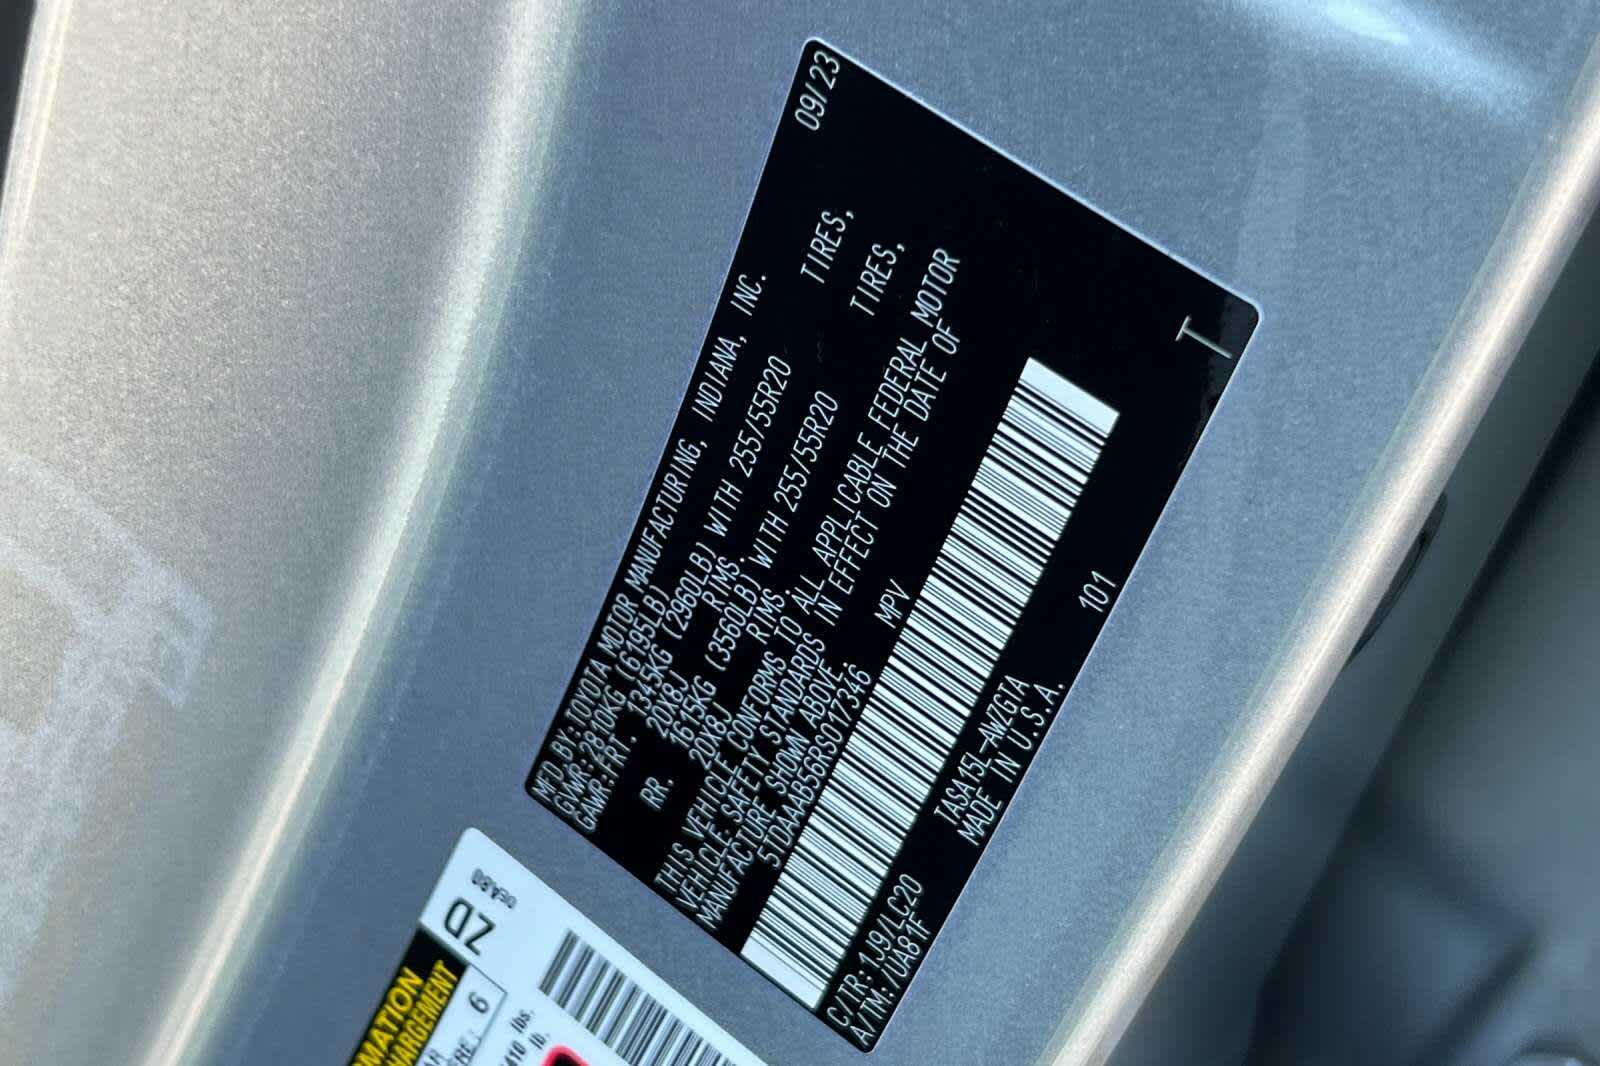 MFD BY: TOYOTA MOTOR MANUFACTURING, INDIANA, INC. 09/23
GVWR: 2810KG (6195LB)
GAWR: FRT. 1345KG (2960LB) WITH 255/55R20 TIRES,
20X8J RIMS.
RR. 1615KG (3560LB) WITH 255/55R20 TIRES,
20X8J RIMS.
THIS VEHICLE CONFORMS TO ALL APPLICABLE FEDERAL MOTOR
VEHICLE SAFETY STANDARDS IN EFFECT ON THE DATE OF
MANUFACTURE SHOWN ABOVE.
5TDAAAB56RS017346 MPV
C/TR: 1J9/LC20 TASA15L-AWZGTA 101 T
A/TM: /UA81F MADE IN U.S.A.
ZD
0EA80
6
lbs.
lb.